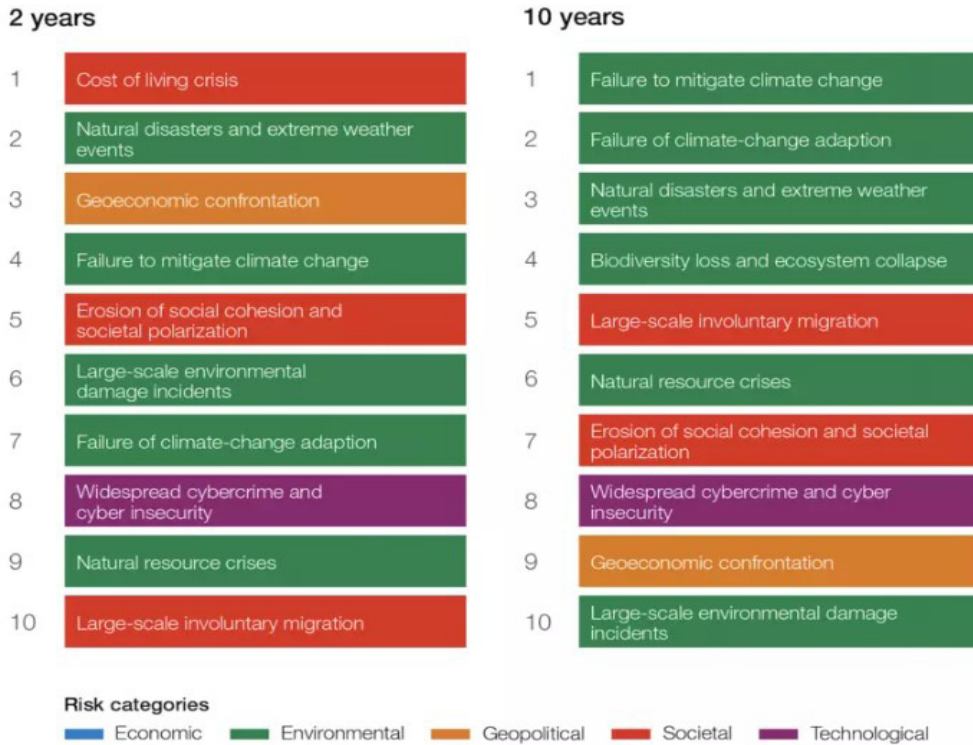 2 years
1
Cost of living crisis
2
Natural disasters and extreme weather
events
3
Geoeconomic confrontation
4
Failure to mitigate climate change
5
Erosion of social cohesion and
societal polarization
6
Large-scale environmental
damage incidents
7
Failure of climate-change adaption
8
Widespread cybercrime and
cyber insecurity
9
Natural resource crises
10
Large-scale involuntary migration
10 years
1
Failure to mitigate climate change
2
Failure of climate-change adaption
3
Natural disasters and extreme weather
events
4
Biodiversity loss and ecosystem collapse
5
Large-scale involuntary migration
6
Natural resource crises
7
Erosion of social cohesion and societal
polarization
8
Widespread cybercrime and cyber
insecurity
9
Geoeconomic confrontation
10
Large-scale environmental damage
incidents
Risk categories
Economic
Environmental
Geopolitical
Societal
Technological